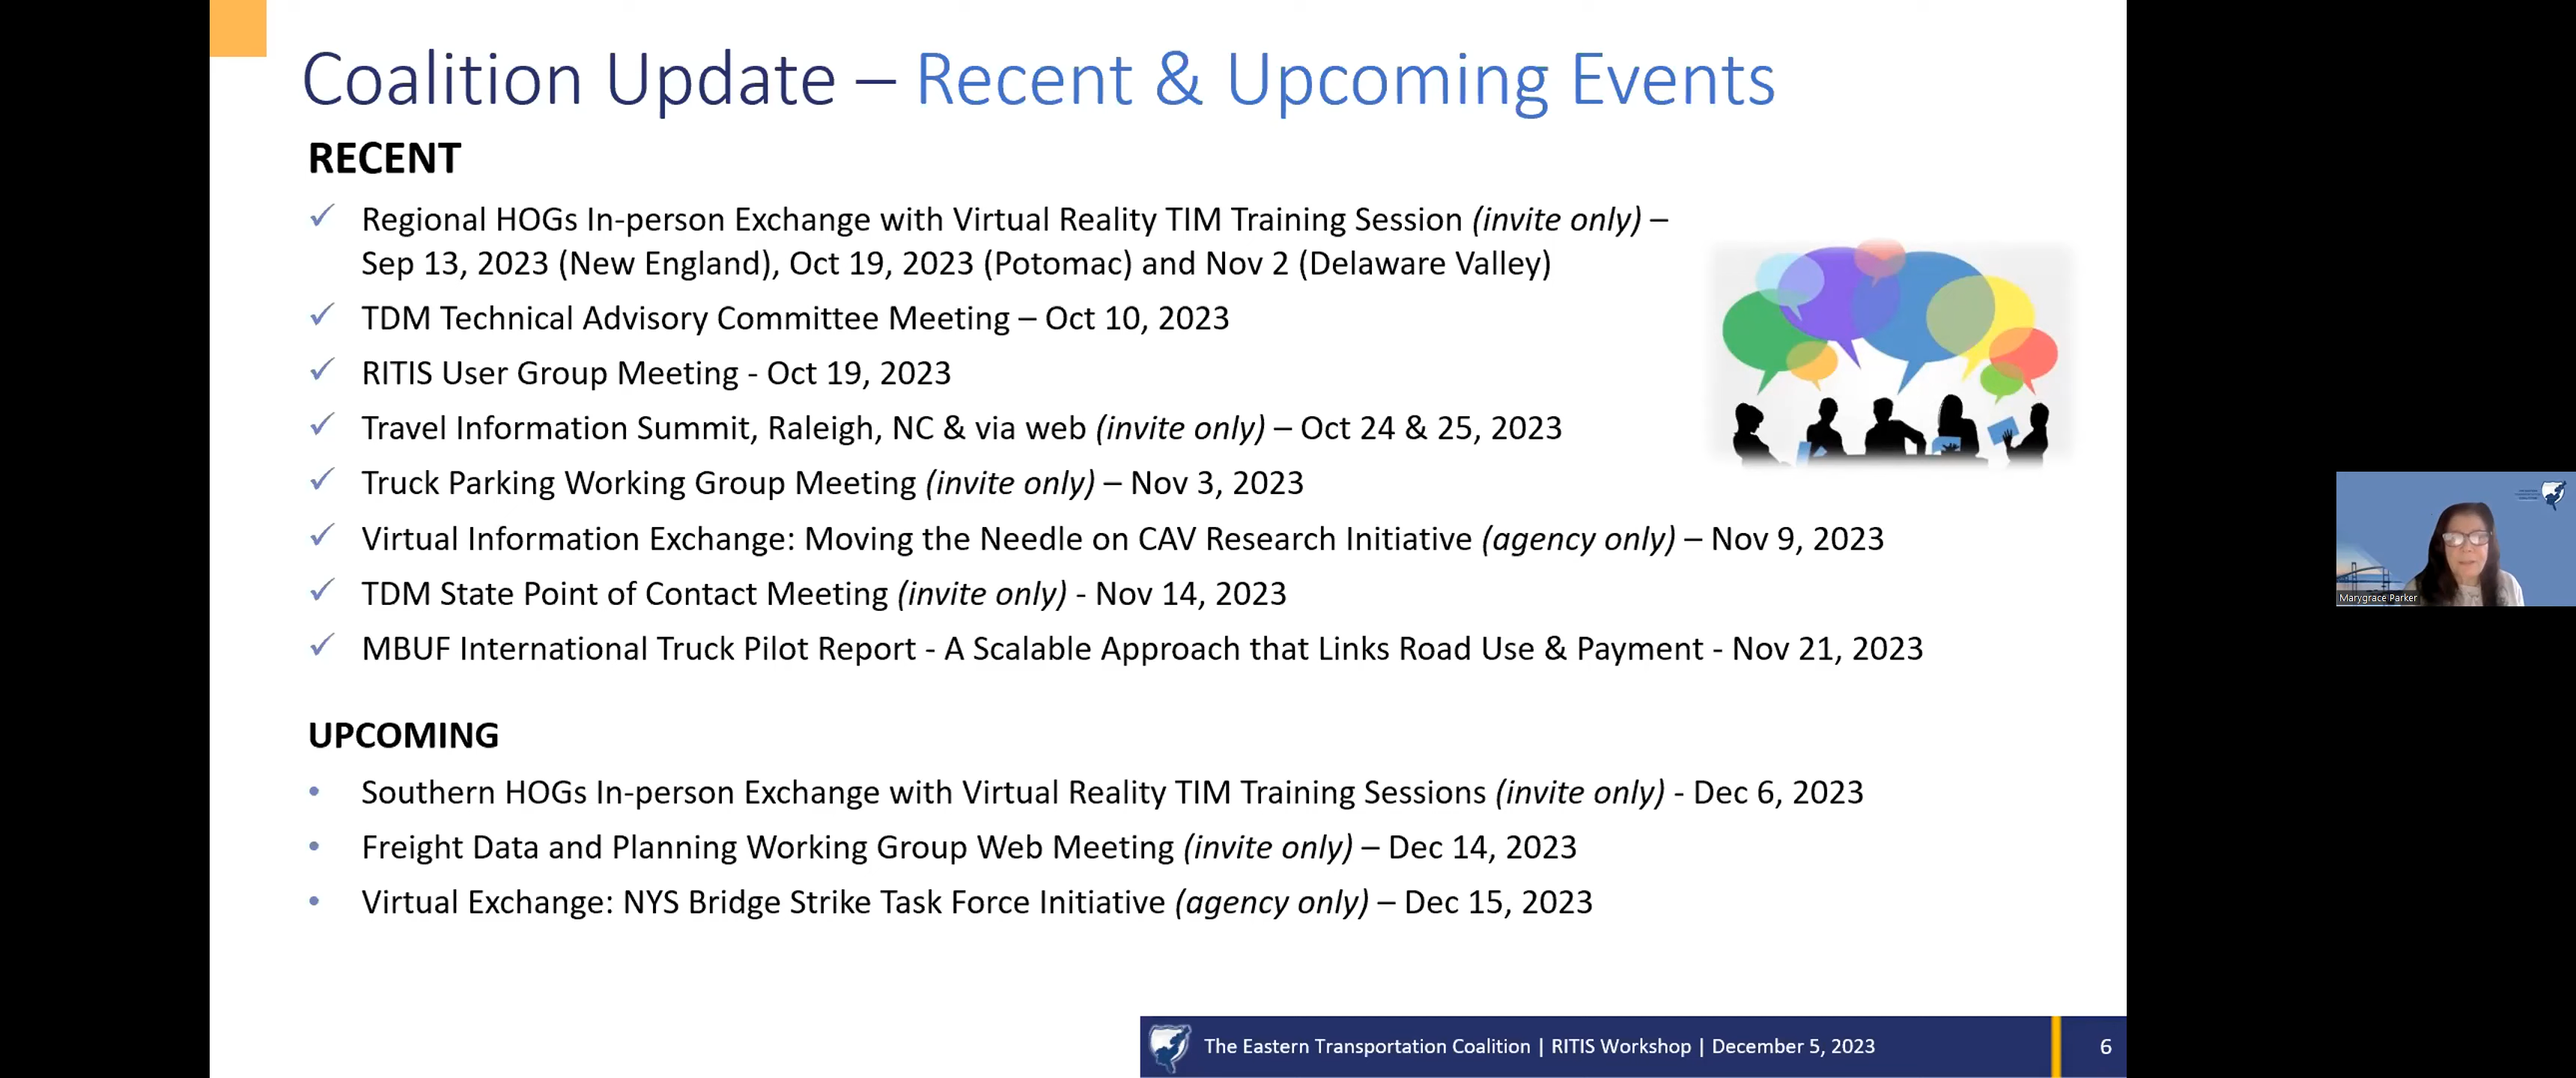 Coalition Update – Recent & Upcoming Events
RECENT
✓ Regional HOGs In-person Exchange with Virtual Reality TIM Training Session (invite only) –
Sep 13, 2023 (New England), Oct 19, 2023 (Potomac) and Nov 2 (Delaware Valley)
✓ TDM Technical Advisory Committee Meeting – Oct 10, 2023
✓ RITIS User Group Meeting - Oct 19, 2023
✓ Travel Information Summit, Raleigh, NC & via web (invite only) – Oct 24 & 25, 2023
✓ Truck Parking Working Group Meeting (invite only) – Nov 3, 2023
✓ Virtual Information Exchange: Moving the Needle on CAV Research Initiative (agency only) – Nov 9, 2023
✓ TDM State Point of Contact Meeting (invite only) - Nov 14, 2023
✓ MBUF International Truck Pilot Report - A Scalable Approach that Links Road Use & Payment - Nov 21, 2023
UPCOMING
• Southern HOGs In-person Exchange with Virtual Reality TIM Training Sessions (invite only) - Dec 6, 2023
• Freight Data and Planning Working Group Web Meeting (invite only) – Dec 14, 2023
• Virtual Exchange: NYS Bridge Strike Task Force Initiative (agency only) – Dec 15, 2023
The Eastern Transportation Coalition | RITIS Workshop | December 5, 2023
6
Marygrace Parker